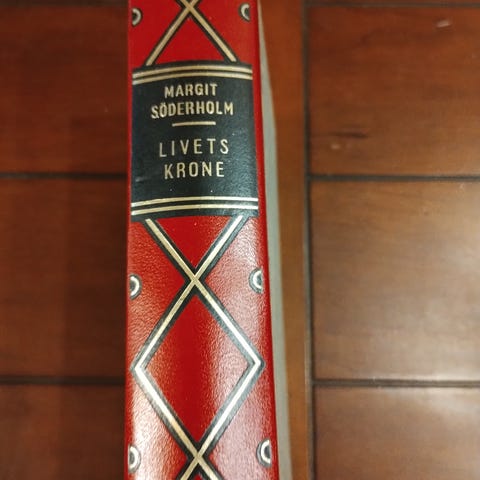 MARGIT
SÖDERHOLM
LIVETS
KRONE